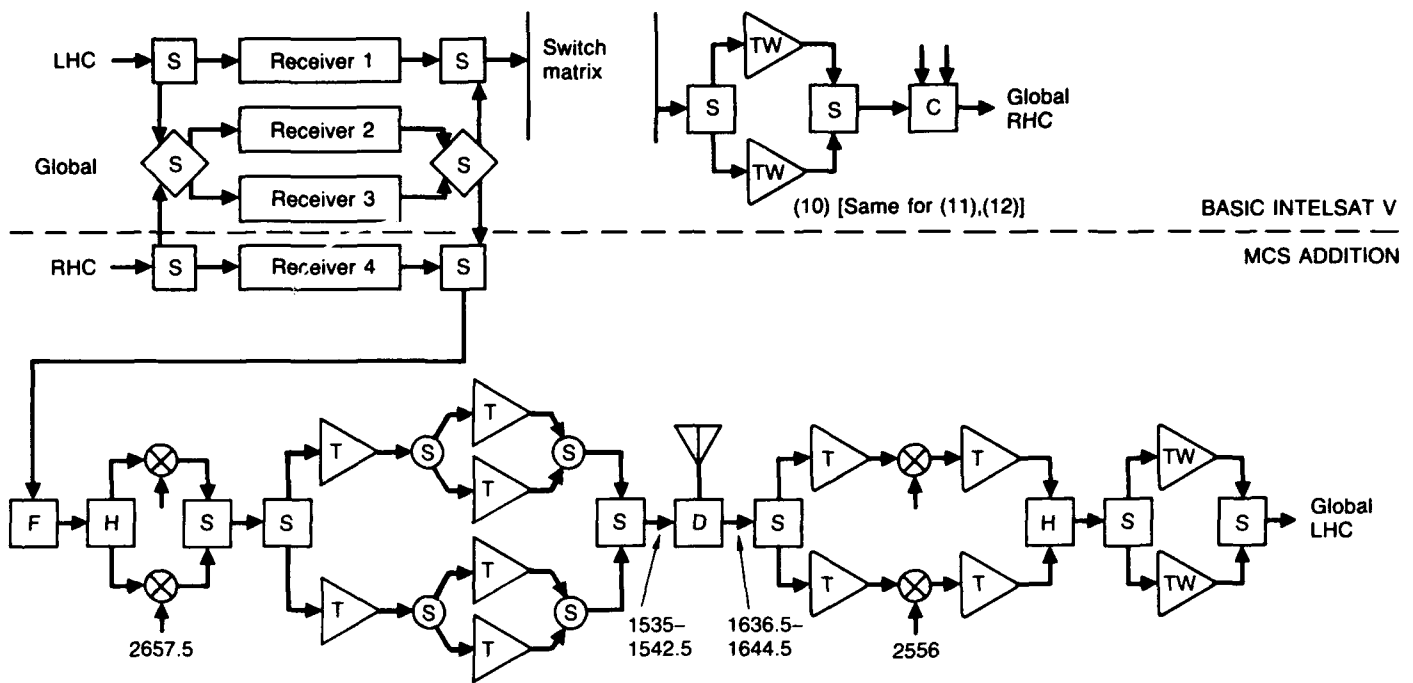 LHC
S
Receiver 1
S
Switch
matrix
Receiver 2
Global
S
S
Receiver 3
TW
S
S
C
Global
RHC
TW
(10) [Same for (11),(12)]
BASIC INTELSAT V
MCS ADDITION
RHC
S
Receiver 4
S
F
H
S
S
T
S
T
T
S
T
S
T
T
S
S
D
S
T
T
T
T
H
S
TW
TW
S
Global
LHC
2657.5
1535–
1542.5
1636.5–
1644.5
2556